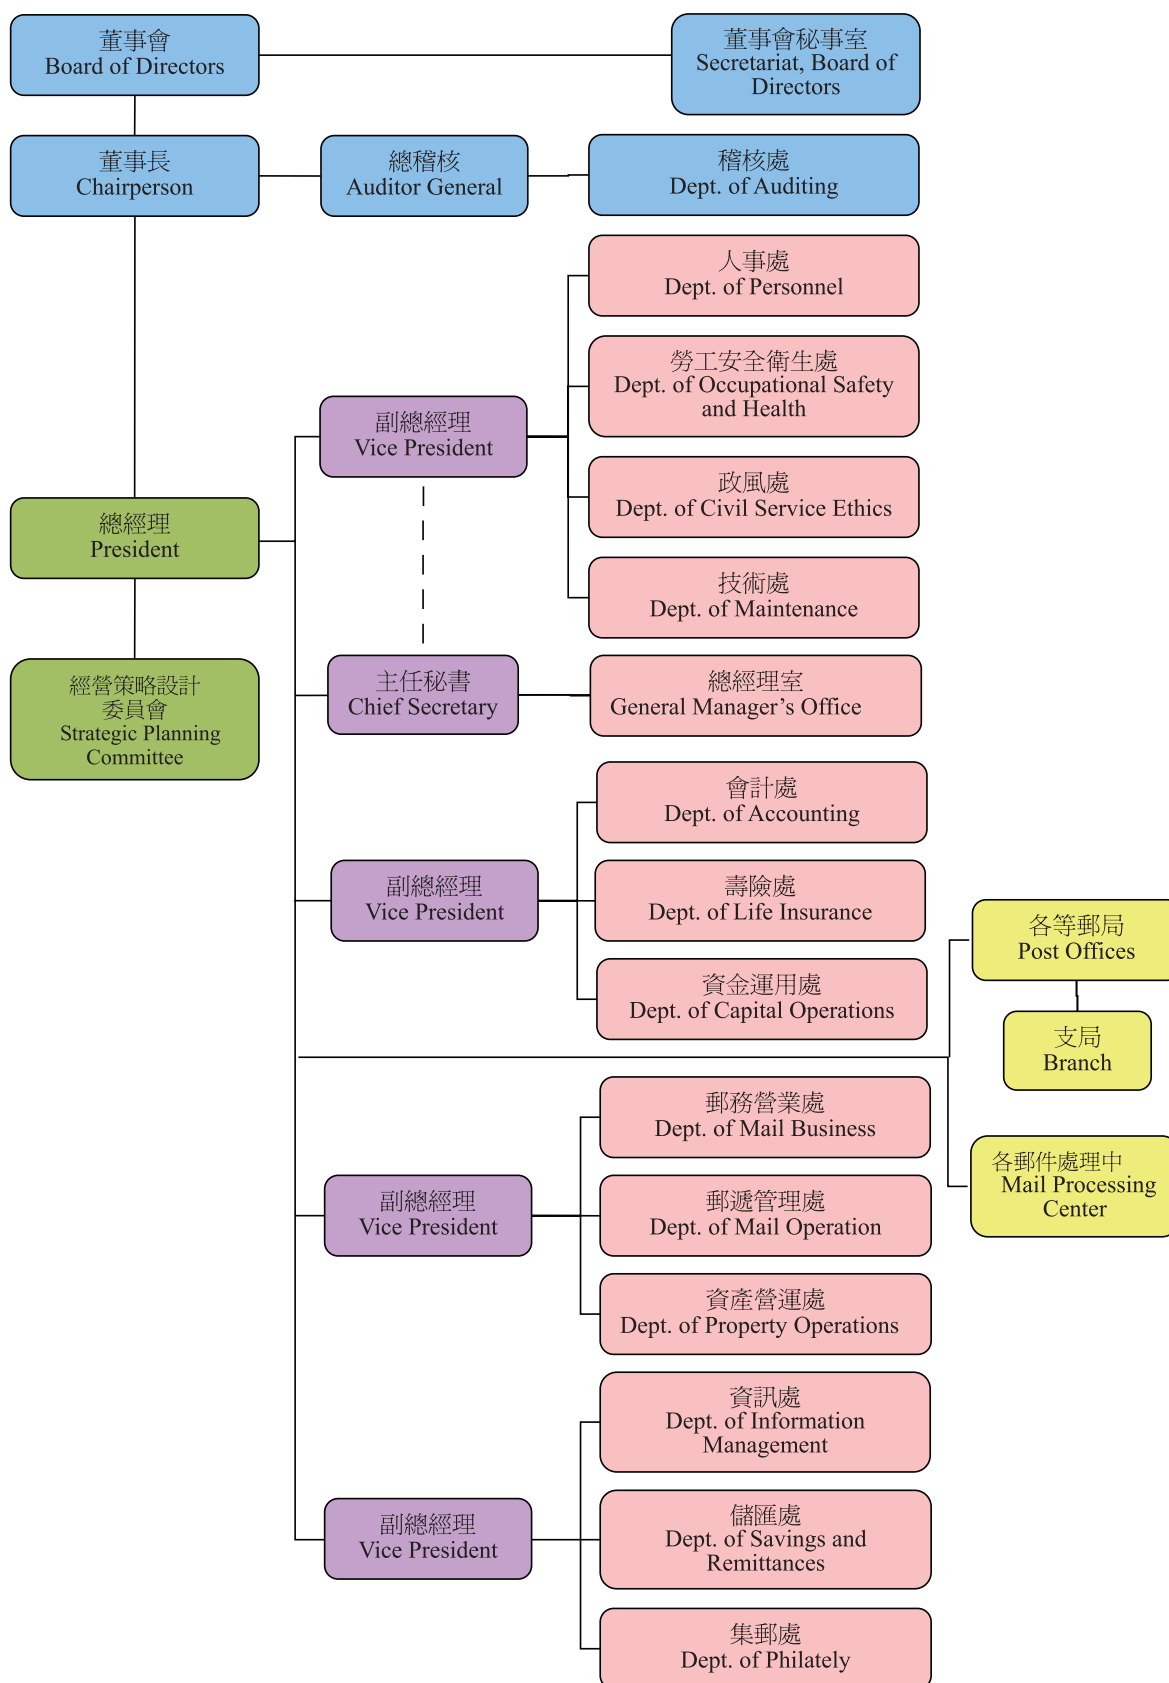 董事會
Board of Directors
董事會秘事室
Secretariat, Board of
Directors
董事長
Chairperson
總稽核
Auditor General
稽核處
Dept. of Auditing
人事處
Dept. of Personnel
勞工安全衛生處
Dept. of Occupational Safety
and Health
副總經理
Vice President
政風處
Dept. of Civil Service Ethics
總經理
President
技術處
Dept. of Maintenance
經營策略設計
委員會
Strategic Planning
Committee
主任秘書
Chief Secretary
總經理室
General Manager’s Office
會計處
Dept. of Accounting
副總經理
Vice President
壽險處
Dept. of Life Insurance
資金運用處
Dept. of Capital Operations
各等郵局
Post Offices
支局
Branch
郵務營業處
Dept. of Mail Business
各郵件處理中
Mail Processing
Center
副總經理
Vice President
郵遞管理處
Dept. of Mail Operation
資產營運處
Dept. of Property Operations
資訊處
Dept. of Information
Management
副總經理
Vice President
儲匯處
Dept. of Savings and
Remittances
集郵處
Dept. of Philately